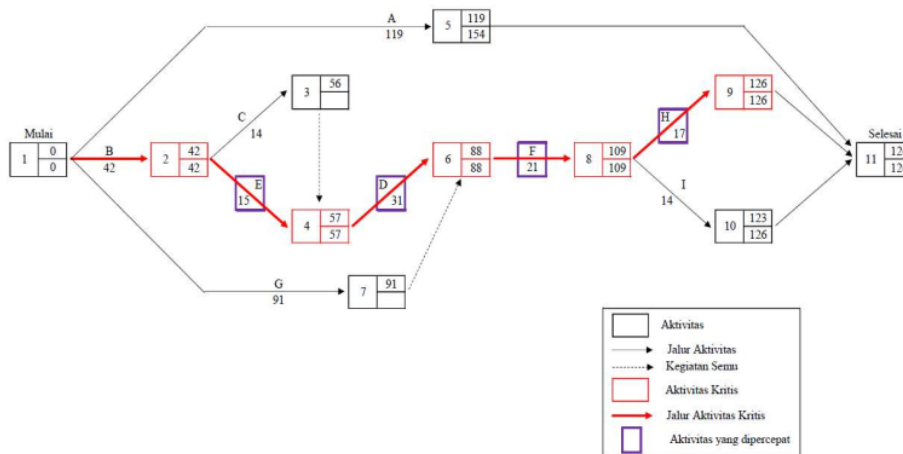 A
119
5
119
154
3
56
C
14
Mulai
1
0
0
B
42
2
42
42
E
15
4
57
57
D
31
6
88
88
F
21
8
109
109
H
17
9
126
126
I
14
10
123
126
Selesai
11
G
91
7
91
Aktivitas
Jalur Aktivitas
Kegiatan Semu
Aktivitas Kritis
Jalur Aktivitas Kritis
Aktivitas yang dipercepat